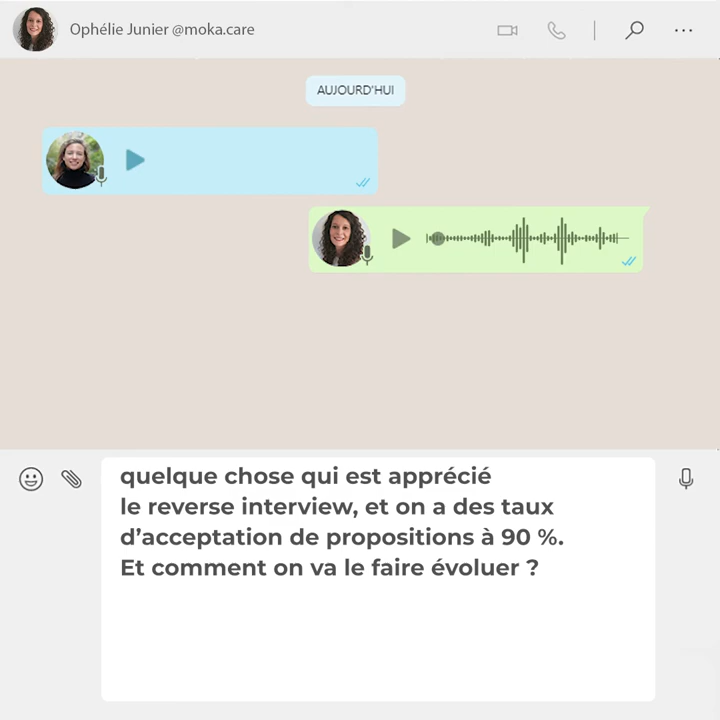 Ophélie Junier @moka.care
AUJOURD'HUI
quelque chose qui est apprécié
le reverse interview, et on a des taux
d’acceptation de propositions à 90 %.
Et comment on va le faire évoluer ?